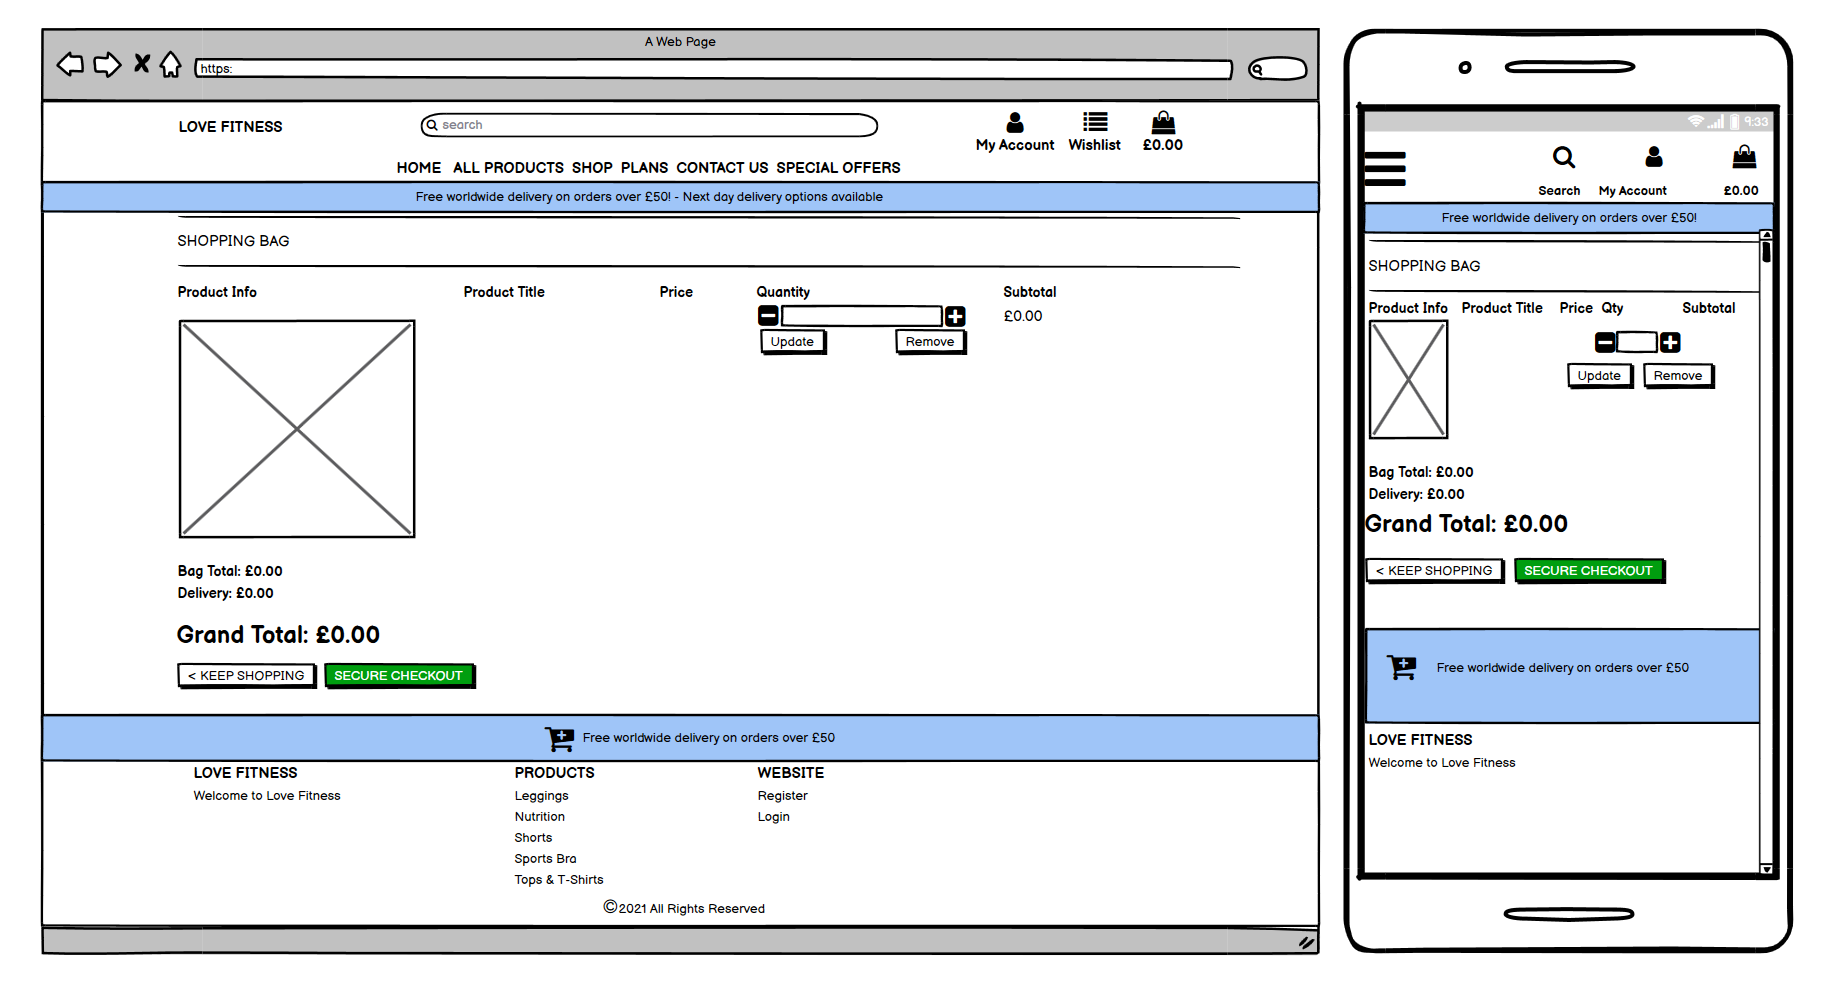 A Web Page
https:
LOVE FITNESS
search
My Account Wishlist £0.00
HOME ALL PRODUCTS SHOP PLANS CONTACT US SPECIAL OFFERS
Free worldwide delivery on orders over £50! - Next day delivery options available
SHOPPING BAG
Product Info Product Title Price Quantity Subtotal
£0.00
Update Remove
Bag Total: £0.00
Delivery: £0.00
Grand Total: £0.00
< KEEP SHOPPING SECURE CHECKOUT
Free worldwide delivery on orders over £50
LOVE FITNESS
Welcome to Love Fitness
PRODUCTS
Leggings
Nutrition
Shorts
Sports Bra
Tops & T-Shirts
WEBSITE
Register
Login
©2021 All Rights Reserved
9:33
Search My Account £0.00
Free worldwide delivery on orders over £50!
SHOPPING BAG
Product Info Product Title Price Qty Subtotal
Update Remove
Bag Total: £0.00
Delivery: £0.00
Grand Total: £0.00
< KEEP SHOPPING SECURE CHECKOUT
Free worldwide delivery on orders over £50
LOVE FITNESS
Welcome to Love Fitness